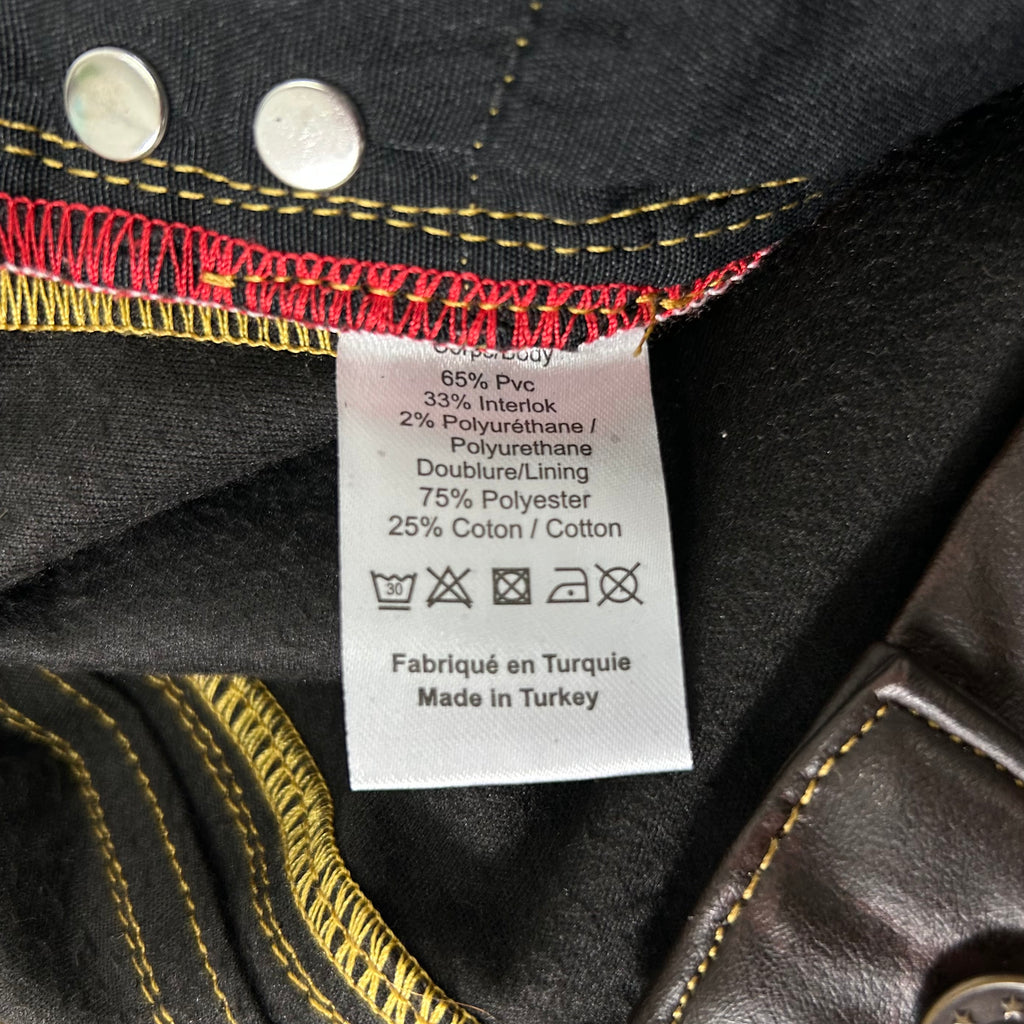 Corps/Body
65% Pvc
33% Interlok
2% Polyuréthane /
Polyurethane
Doublure/Lining
75% Polyester
25% Coton / Cotton
30
Fabriqué en Turquie
Made in Turkey